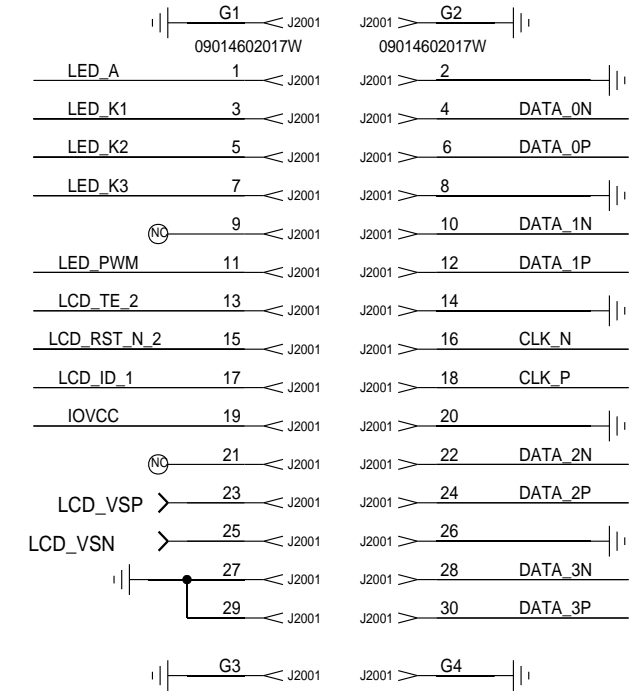 G1 J2001 J2001 G2
09014602017W 09014602017W
LED_A 1 J2001 J2001 2
LED_K1 3 J2001 J2001 4 DATA_0N
LED_K2 5 J2001 J2001 6 DATA_0P
LED_K3 7 J2001 J2001 8
NC 9 J2001 J2001 10 DATA_1N
LED_PWM 11 J2001 J2001 12 DATA_1P
LCD_TE_2 13 J2001 J2001 14
LCD_RST_N_2 15 J2001 J2001 16 CLK_N
LCD_ID_1 17 J2001 J2001 18 CLK_P
IOVCC 19 J2001 J2001 20
NC 21 J2001 J2001 22 DATA_2N
LCD_VSP 23 J2001 J2001 24 DATA_2P
LCD_VSN 25 J2001 J2001 26
27 J2001 J2001 28 DATA_3N
29 J2001 J2001 30 DATA_3P
G3 J2001 J2001 G4